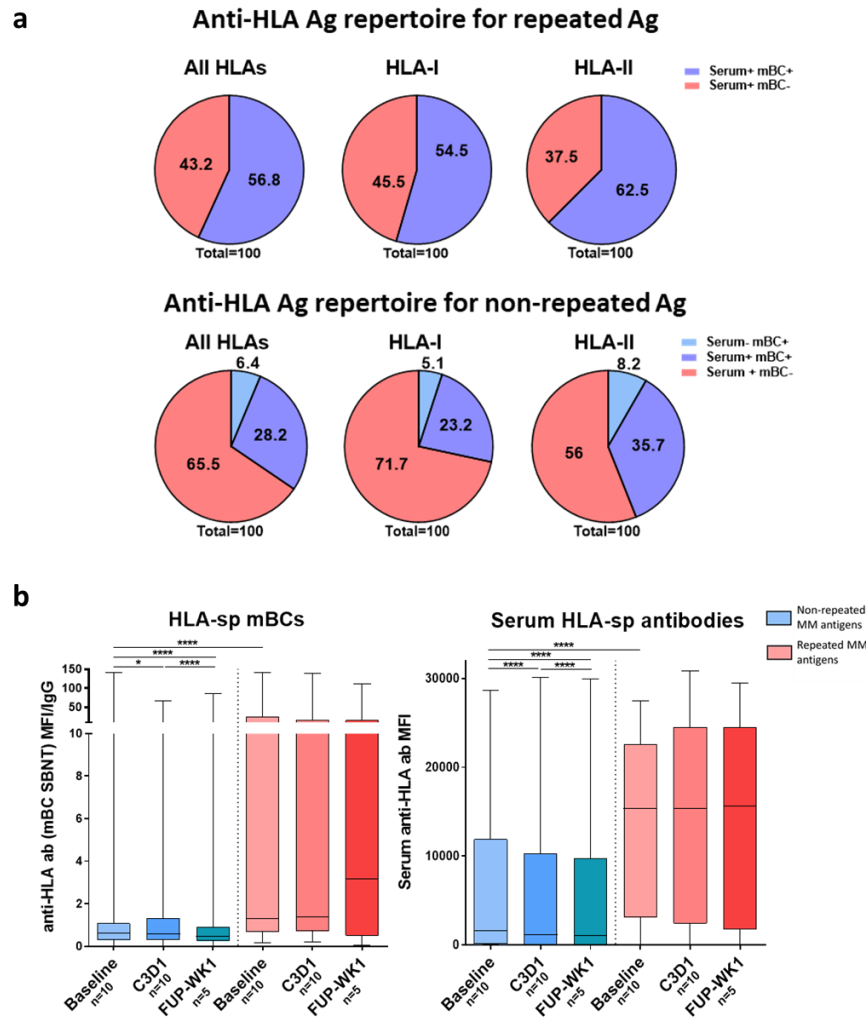 a
Anti-HLA Ag repertoire for repeated Ag
All HLAs
HLA-I
HLA-II
Serum+ mBC+
Serum+ mBC-
43.2
56.8
45.5
54.5
37.5
62.5
Total=100
Total=100
Total=100
Anti-HLA Ag repertoire for non-repeated Ag
All HLAs
HLA-I
HLA-II
Serum- mBC+
Serum+ mBC+
Serum + mBC-
6.4
28.2
65.5
5.1
23.2
71.7
8.2
35.7
56
Total=100
Total=100
Total=100
b
HLA-sp mBCs
anti-HLA ab (mBC SBNT) MFI/IgG
150
100
50
10
8
6
4
2
0
****
****
*
****
Baseline
n=10
C3D1
n=10
FUP-WK1
n=5
Baseline
n=10
C3D1
n=10
FUP-WK1
n=5
Serum HLA-sp antibodies
Serum anti-HLA ab MFI
30000
20000
10000
0
****
****
****
****
Baseline
n=10
C3D1
n=10
FUP-WK1
n=5
Baseline
n=10
C3D1
n=10
FUP-WK1
n=5
Non-repeated
MM antigens
Repeated MM
antigens